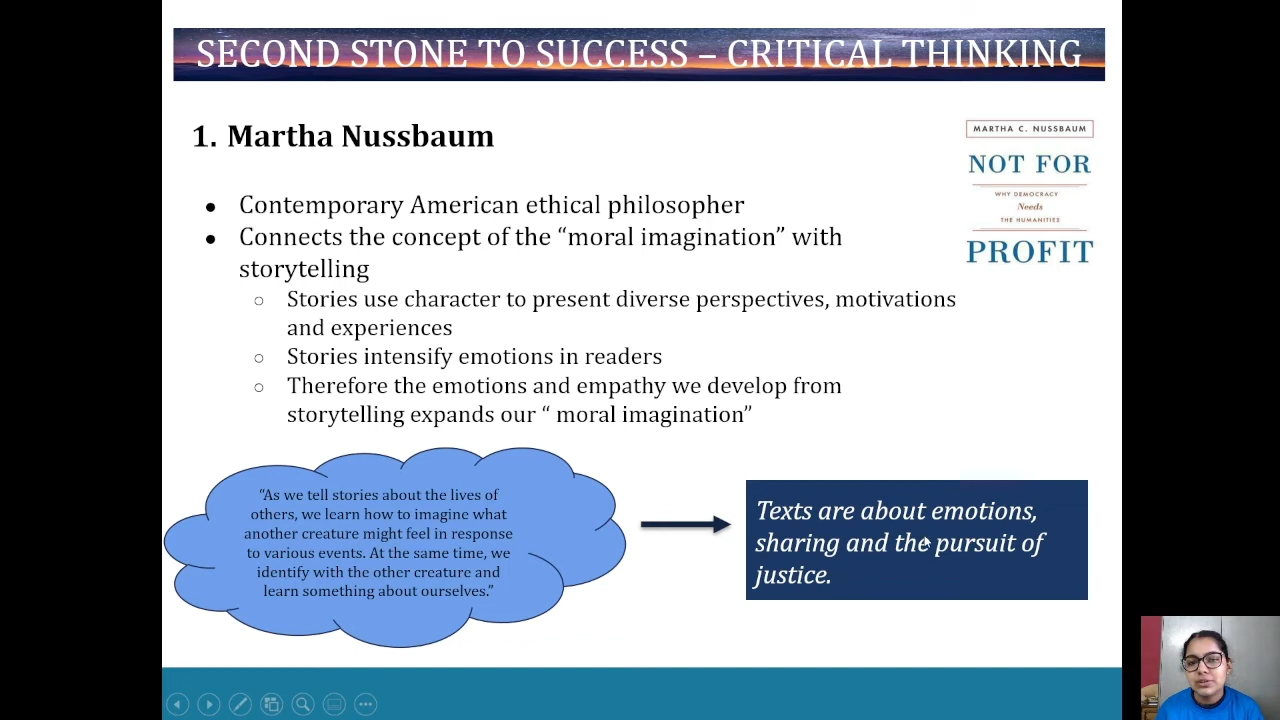 SECOND STONE TO SUCCESS – CRITICAL THINKING
1. Martha Nussbaum
MARTHA C. NUSSBAUM
NOT FOR
WHY DEMOCRACY
Needs
THE HUMANITIES
PROFIT
● Contemporary American ethical philosopher
● Connects the concept of the “moral imagination” with
storytelling
○ Stories use character to present diverse perspectives, motivations
and experiences
○ Stories intensify emotions in readers
○ Therefore the emotions and empathy we develop from
storytelling expands our “ moral imagination”
“As we tell stories about the lives of
others, we learn how to imagine what
another creature might feel in response
to various events. At the same time, we
identify with the other creature and
learn something about ourselves.”
Texts are about emotions,
sharing and the pursuit of
justice.